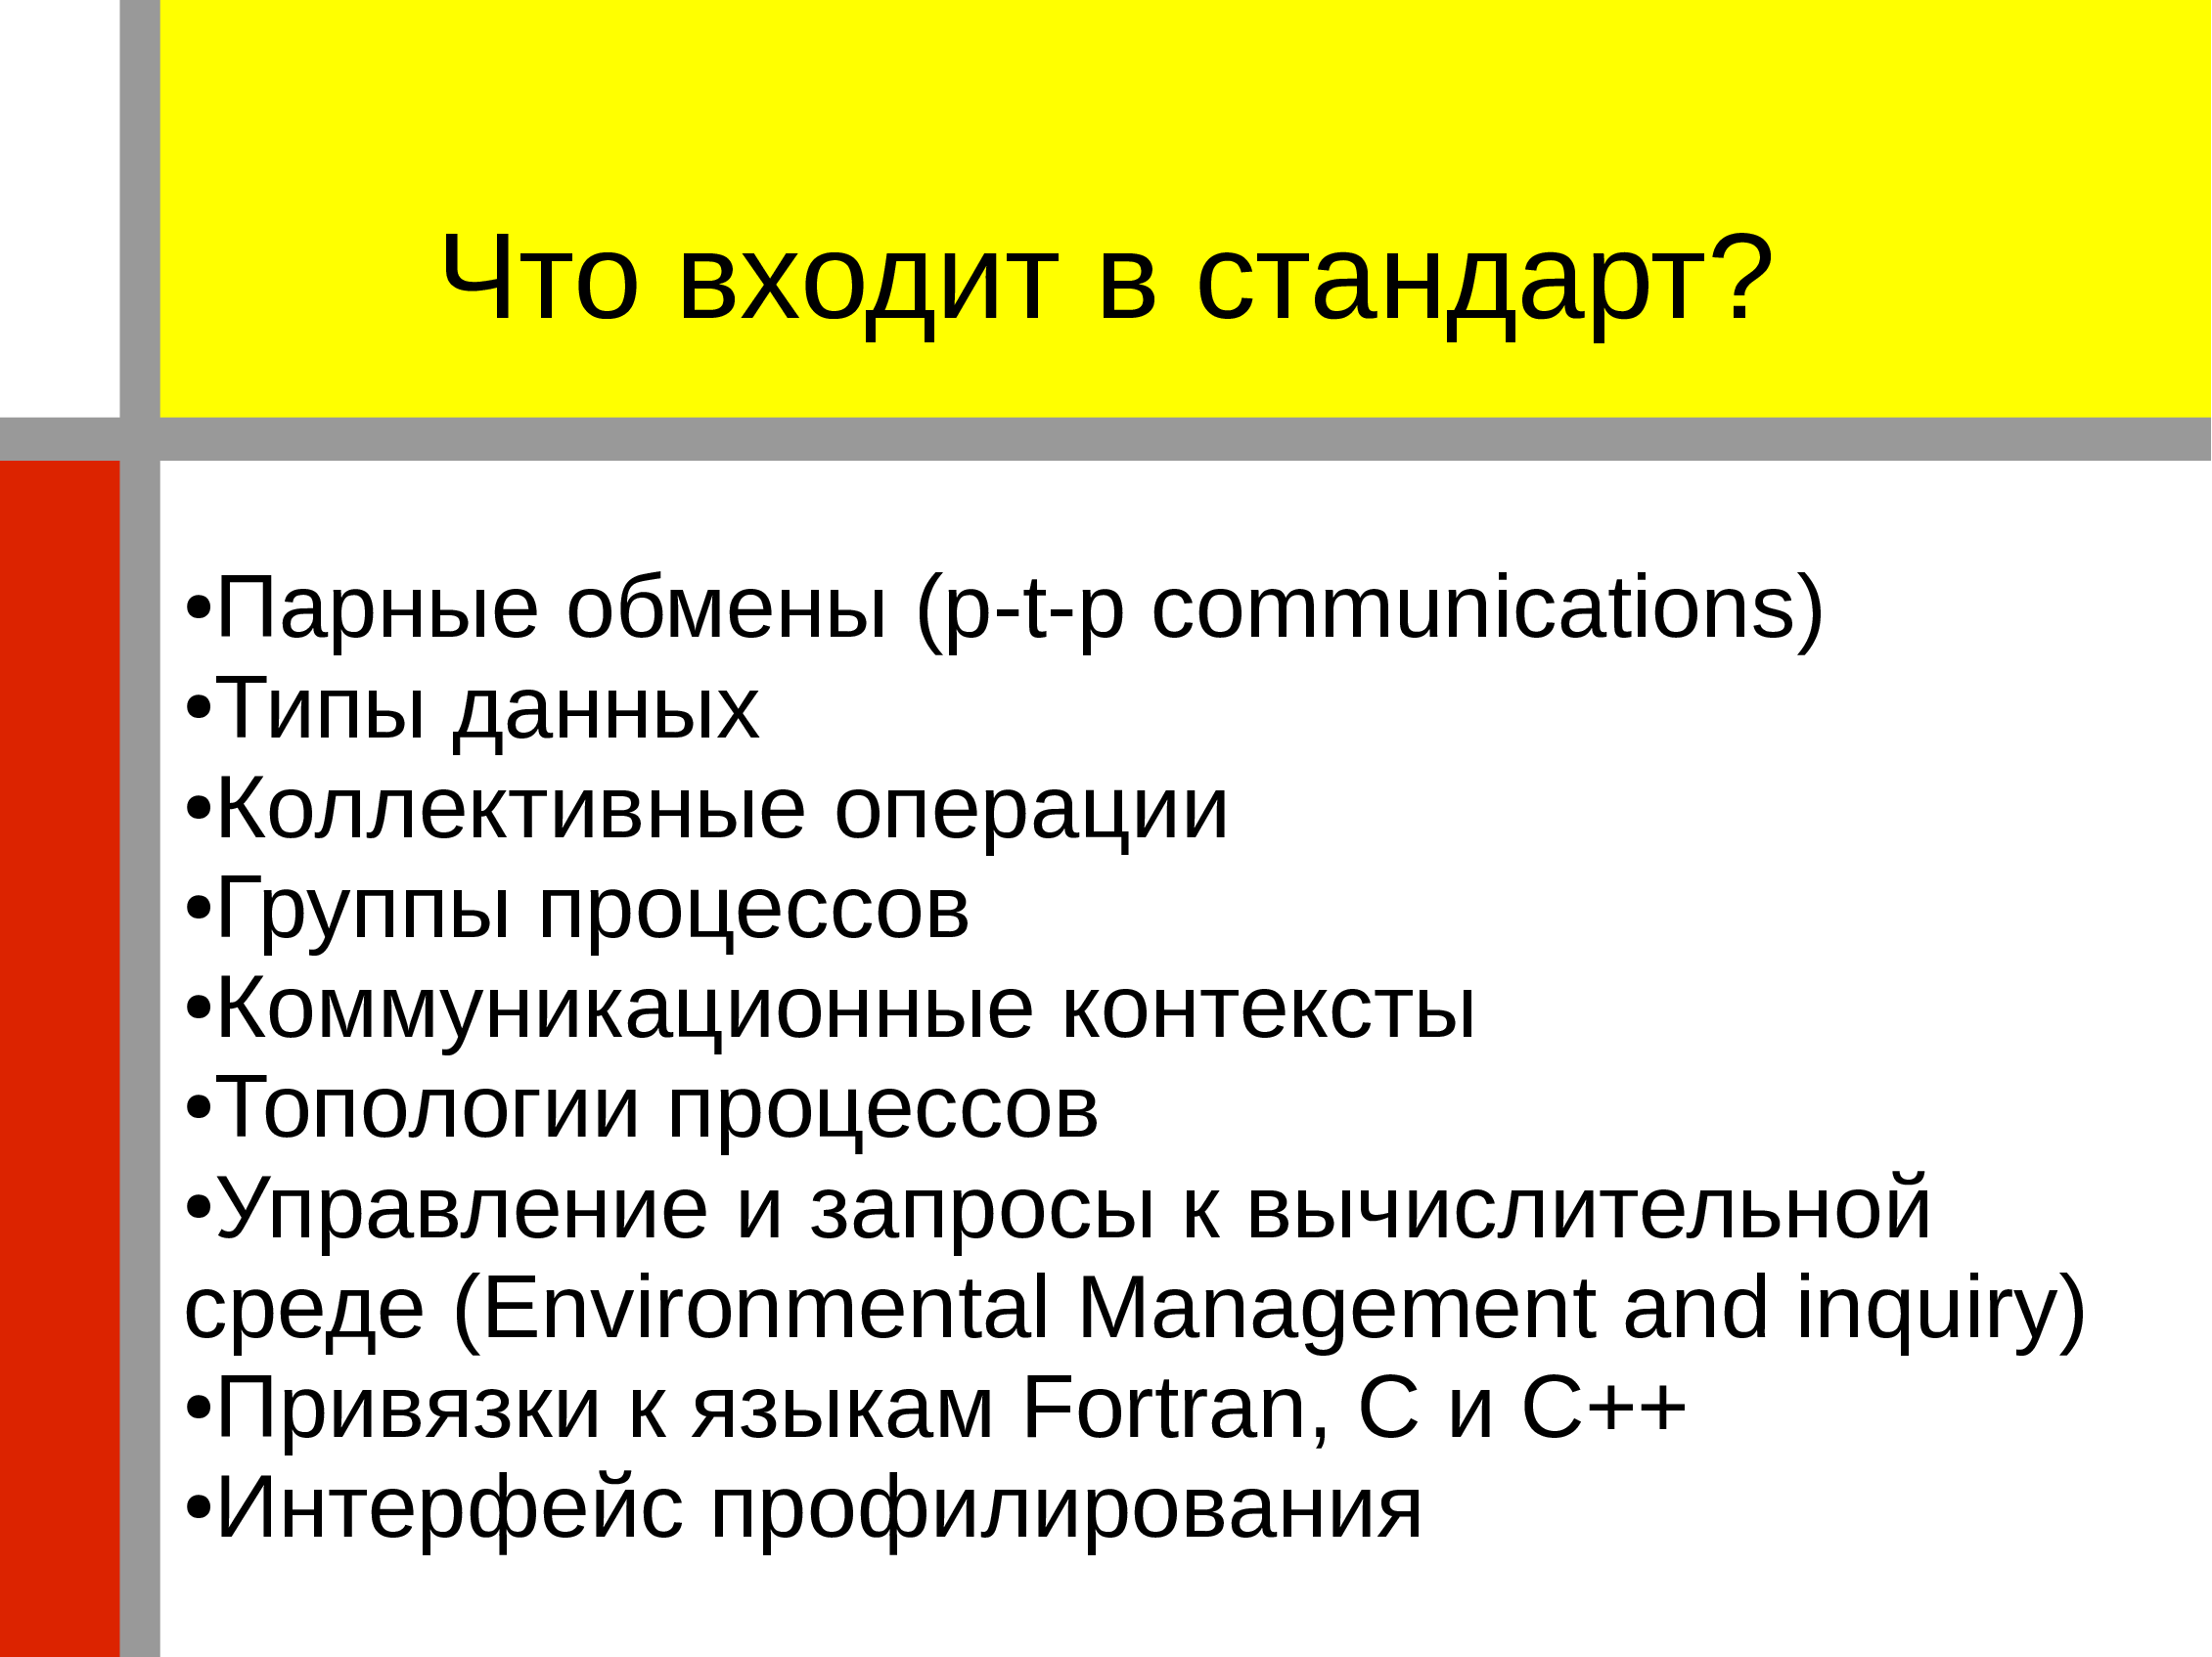 Что входит в стандарт?
•Парные обмены (p-t-p communications)
•Типы данных
•Коллективные операции
•Группы процессов
•Коммуникационные контексты
•Топологии процессов
•Управление и запросы к вычислительной
среде (Environmental Management and inquiry)
•Привязки к языкам Fortran, C и C++
•Интерфейс профилирования